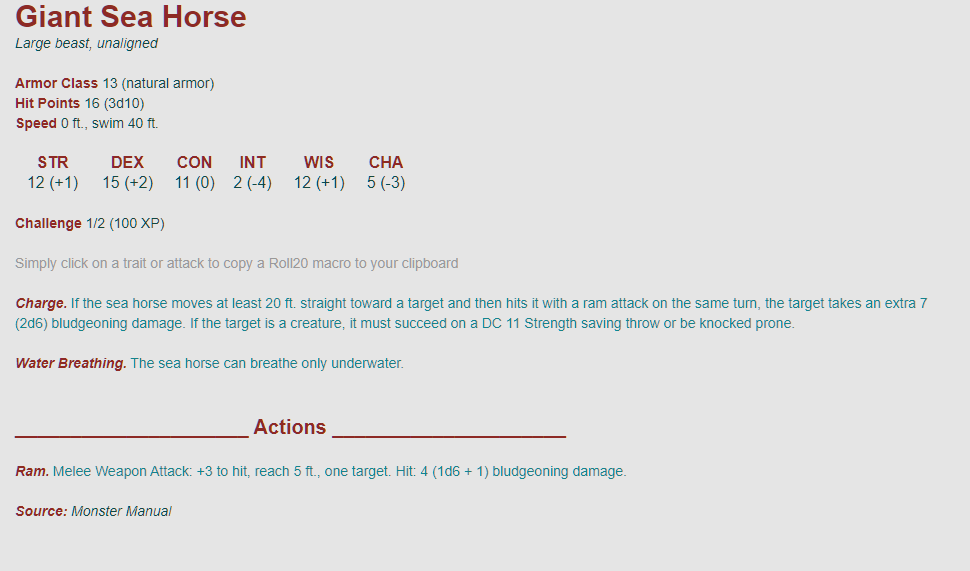 Giant Sea Horse
Large beast, unaligned
Armor Class 13 (natural armor)
Hit Points 16 (3d10)
Speed 0 ft., swim 40 ft.
STR DEX CON INT WIS CHA
12 (+1) 15 (+2) 11 (0) 2 (-4) 12 (+1) 5 (-3)
Challenge 1/2 (100 XP)
Simply click on a trait or attack to copy a Roll20 macro to your clipboard
Charge. If the sea horse moves at least 20 ft. straight toward a target and then hits it with a ram attack on the same turn, the target takes an extra 7
(2d6) bludgeoning damage. If the target is a creature, it must succeed on a DC 11 Strength saving throw or be knocked prone.
Water Breathing. The sea horse can breathe only underwater.
Actions
Ram. Melee Weapon Attack: +3 to hit, reach 5 ft., one target. Hit: 4 (1d6 + 1) bludgeoning damage.
Source: Monster Manual